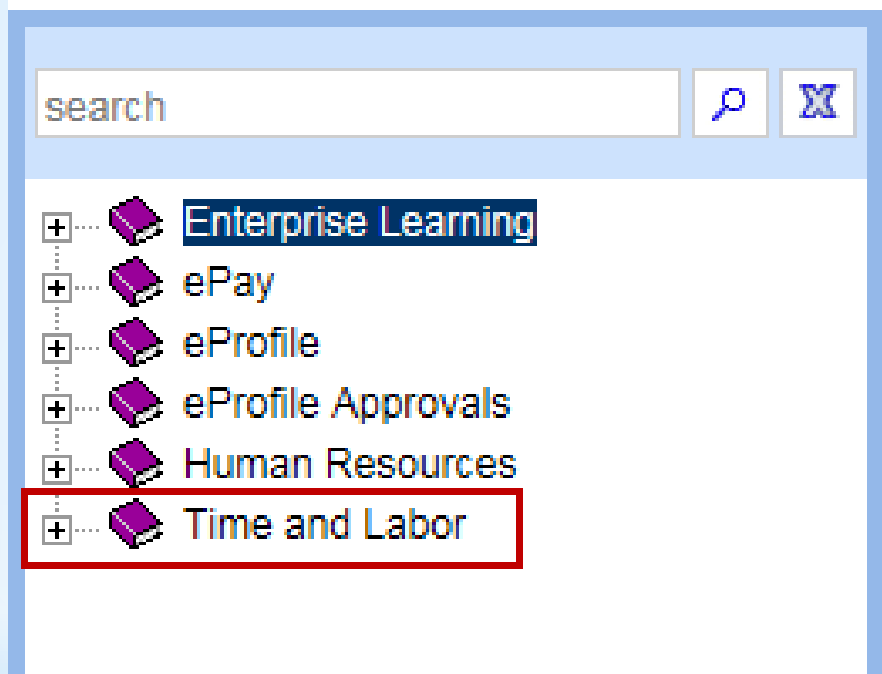 search
Enterprise Learning
ePay
eProfile
eProfile Approvals
Human Resources
Time and Labor